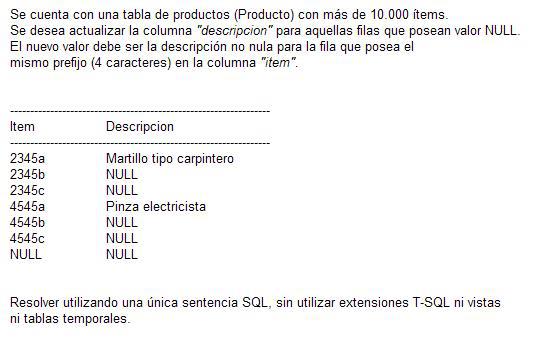 Se cuenta con una tabla de productos (Producto) con más de 10.000 ítems.
Se desea actualizar la columna "descripcion" para aquellas filas que posean valor NULL.
El nuevo valor debe ser la descripción no nula para la fila que posea el
mismo prefijo (4 caracteres) en la columna "item".
-----------------------------------------------------------------
Item Descripcion
-----------------------------------------------------------------
2345a Martillo tipo carpintero
2345b NULL
2345c NULL
4545a Pinza electricista
4545b NULL
4545c NULL
NULL NULL
Resolver utilizando una única sentencia SQL, sin utilizar extensiones T-SQL ni vistas
ni tablas temporales.